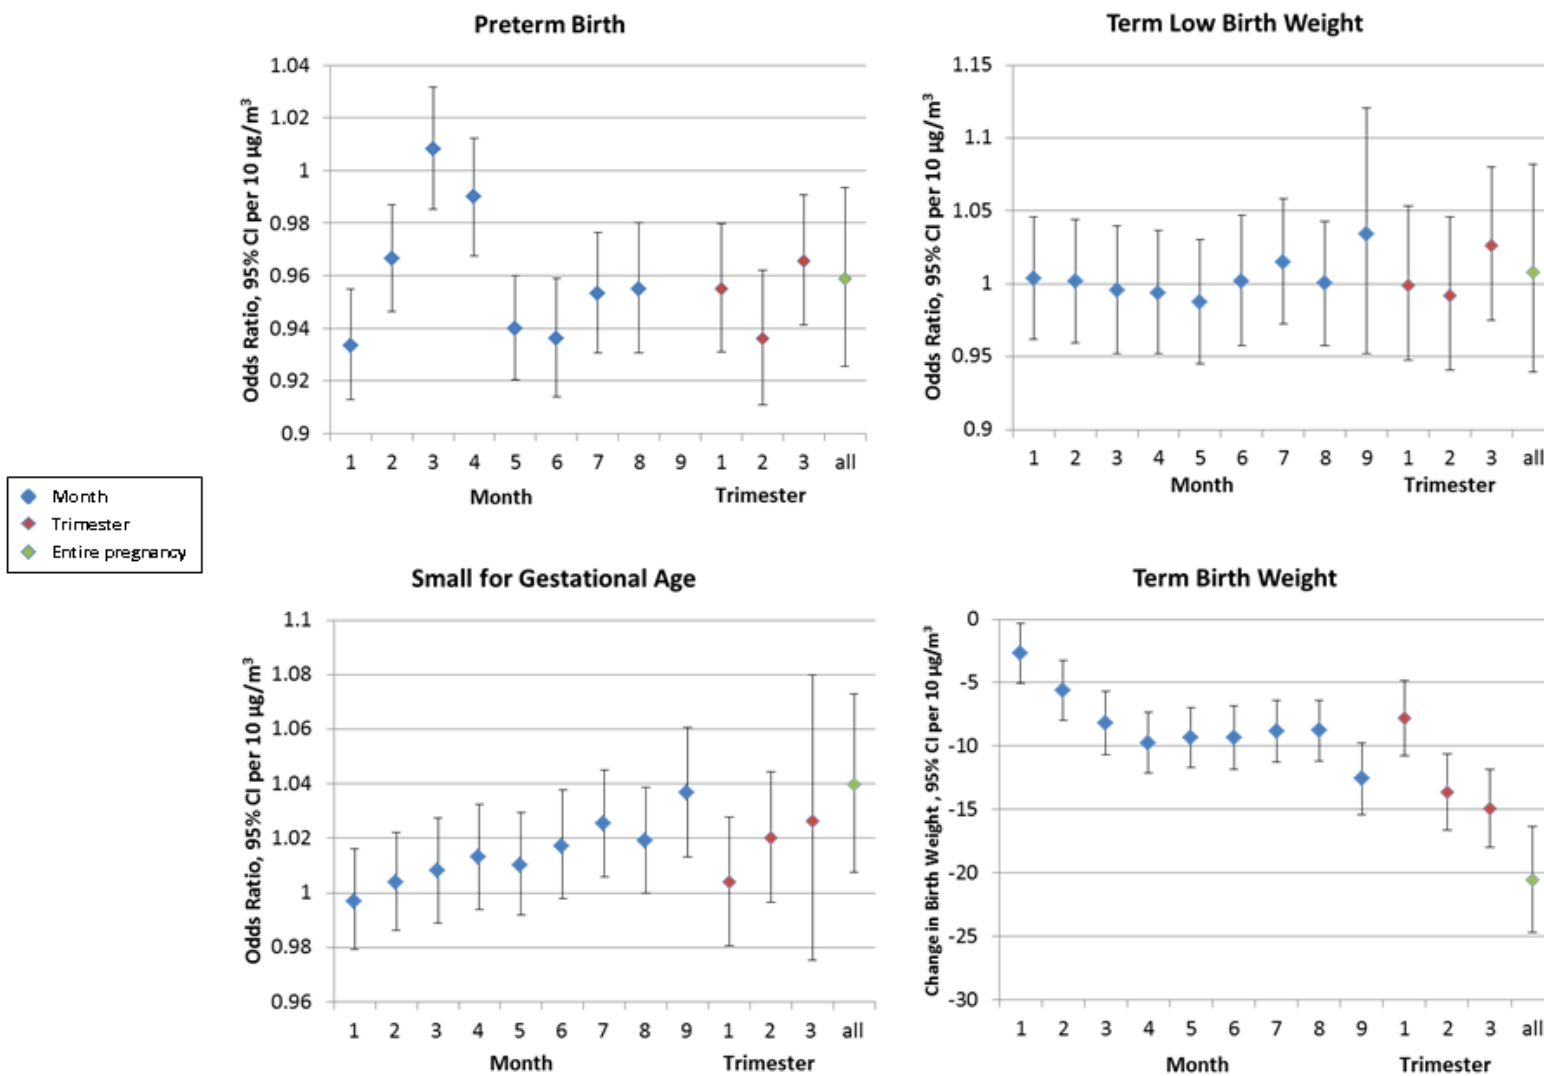 Preterm Birth
Odds Ratio, 95% CI per 10 µg/m³
1.04
1.02
1
0.98
0.96
0.94
0.92
0.9
1 2 3 4 5 6 7 8 9 1 2 3 all
Month Trimester
Term Low Birth Weight
Odds Ratio, 95% CI per 10 µg/m³
1.15
1.1
1.05
1
0.95
0.9
1 2 3 4 5 6 7 8 9 1 2 3 all
Month Trimester
Month
Trimester
Entire pregnancy
Small for Gestational Age
Odds Ratio, 95% CI per 10 µg/m³
1.1
1.08
1.06
1.04
1.02
1
0.98
0.96
1 2 3 4 5 6 7 8 9 1 2 3 all
Month Trimester
Term Birth Weight
Change in Birth Weight , 95% CI per 10 µg/m³
0
-5
-10
-15
-20
-25
-30
1 2 3 4 5 6 7 8 9 1 2 3 all
Month Trimester